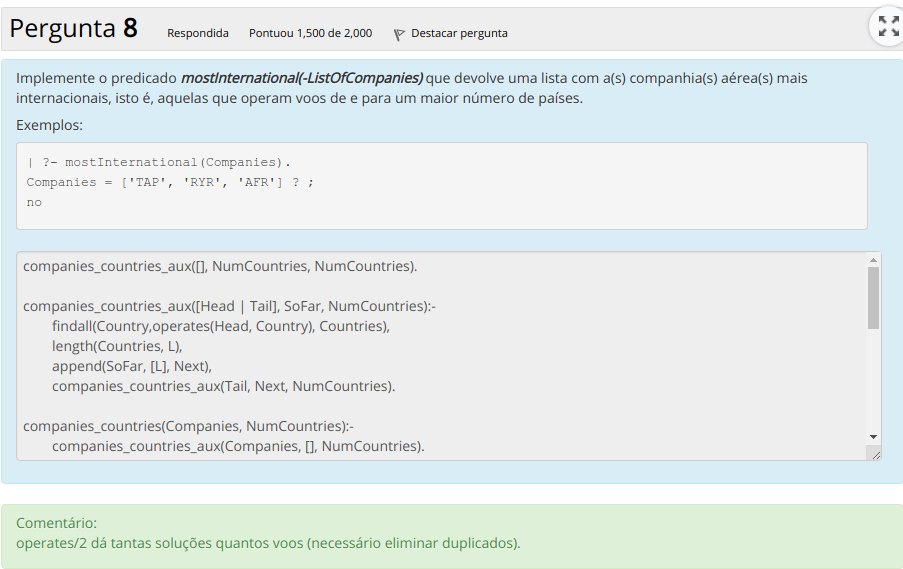 Pergunta 8 Respondida Pontuou 1,500 de 2,000 Destacar pergunta
Implemente o predicado mostInternational(-ListOfCompanies) que devolve uma lista com a(s) companhia(s) aérea(s) mais
internacionais, isto é, aquelas que operam voos de e para um maior número de países.
Exemplos:
| ?- mostInternational(Companies).
Companies = ['TAP', 'RYR', 'AFR'] ? ;
no
companies_countries_aux([], NumCountries, NumCountries).
companies_countries_aux([Head | Tail], SoFar, NumCountries):-
findall(Country,operates(Head, Country), Countries),
length(Countries, L),
append(SoFar, [L], Next),
companies_countries_aux(Tail, Next, NumCountries).
companies_countries(Companies, NumCountries):-
companies_countries_aux(Companies, [], NumCountries).
Comentário:
operates/2 dá tantas soluções quantos voos (necessário eliminar duplicados).